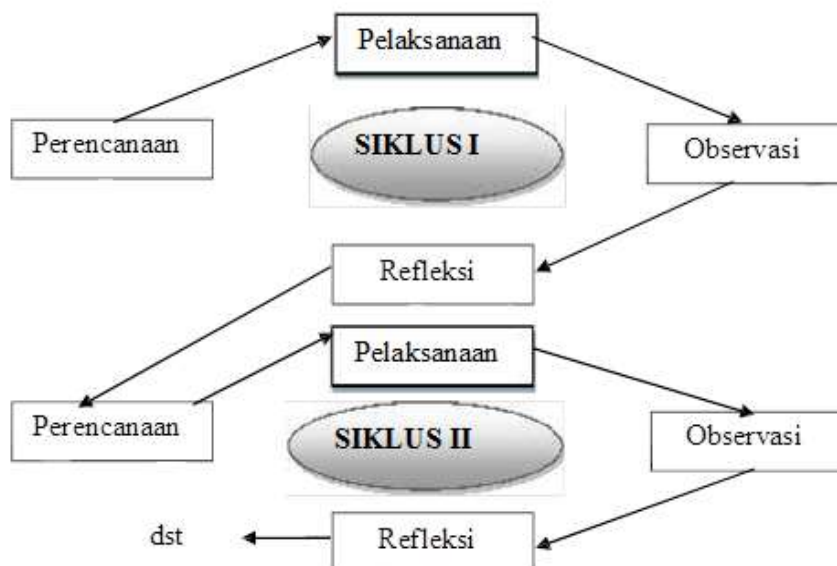 Pelaksanaan
Perencanaan
SIKLUS I
Observasi
Refleksi
Pelaksanaan
Perencanaan
SIKLUS II
Observasi
dst
Refleksi